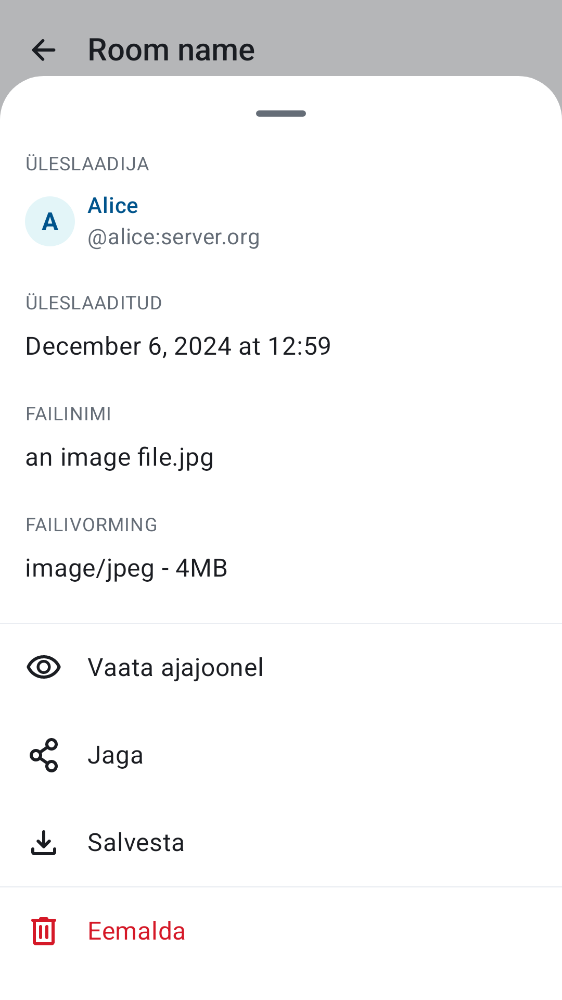 Room name
ÜLESLAADIJA
A
Alice
@alice:server.org
ÜLESLAADITUD
December 6, 2024 at 12:59
FAILINIMI
an image file.jpg
FAILIVORMING
image/jpeg - 4MB
Vaata ajajoonel
Jaga
Salvesta
Eemalda